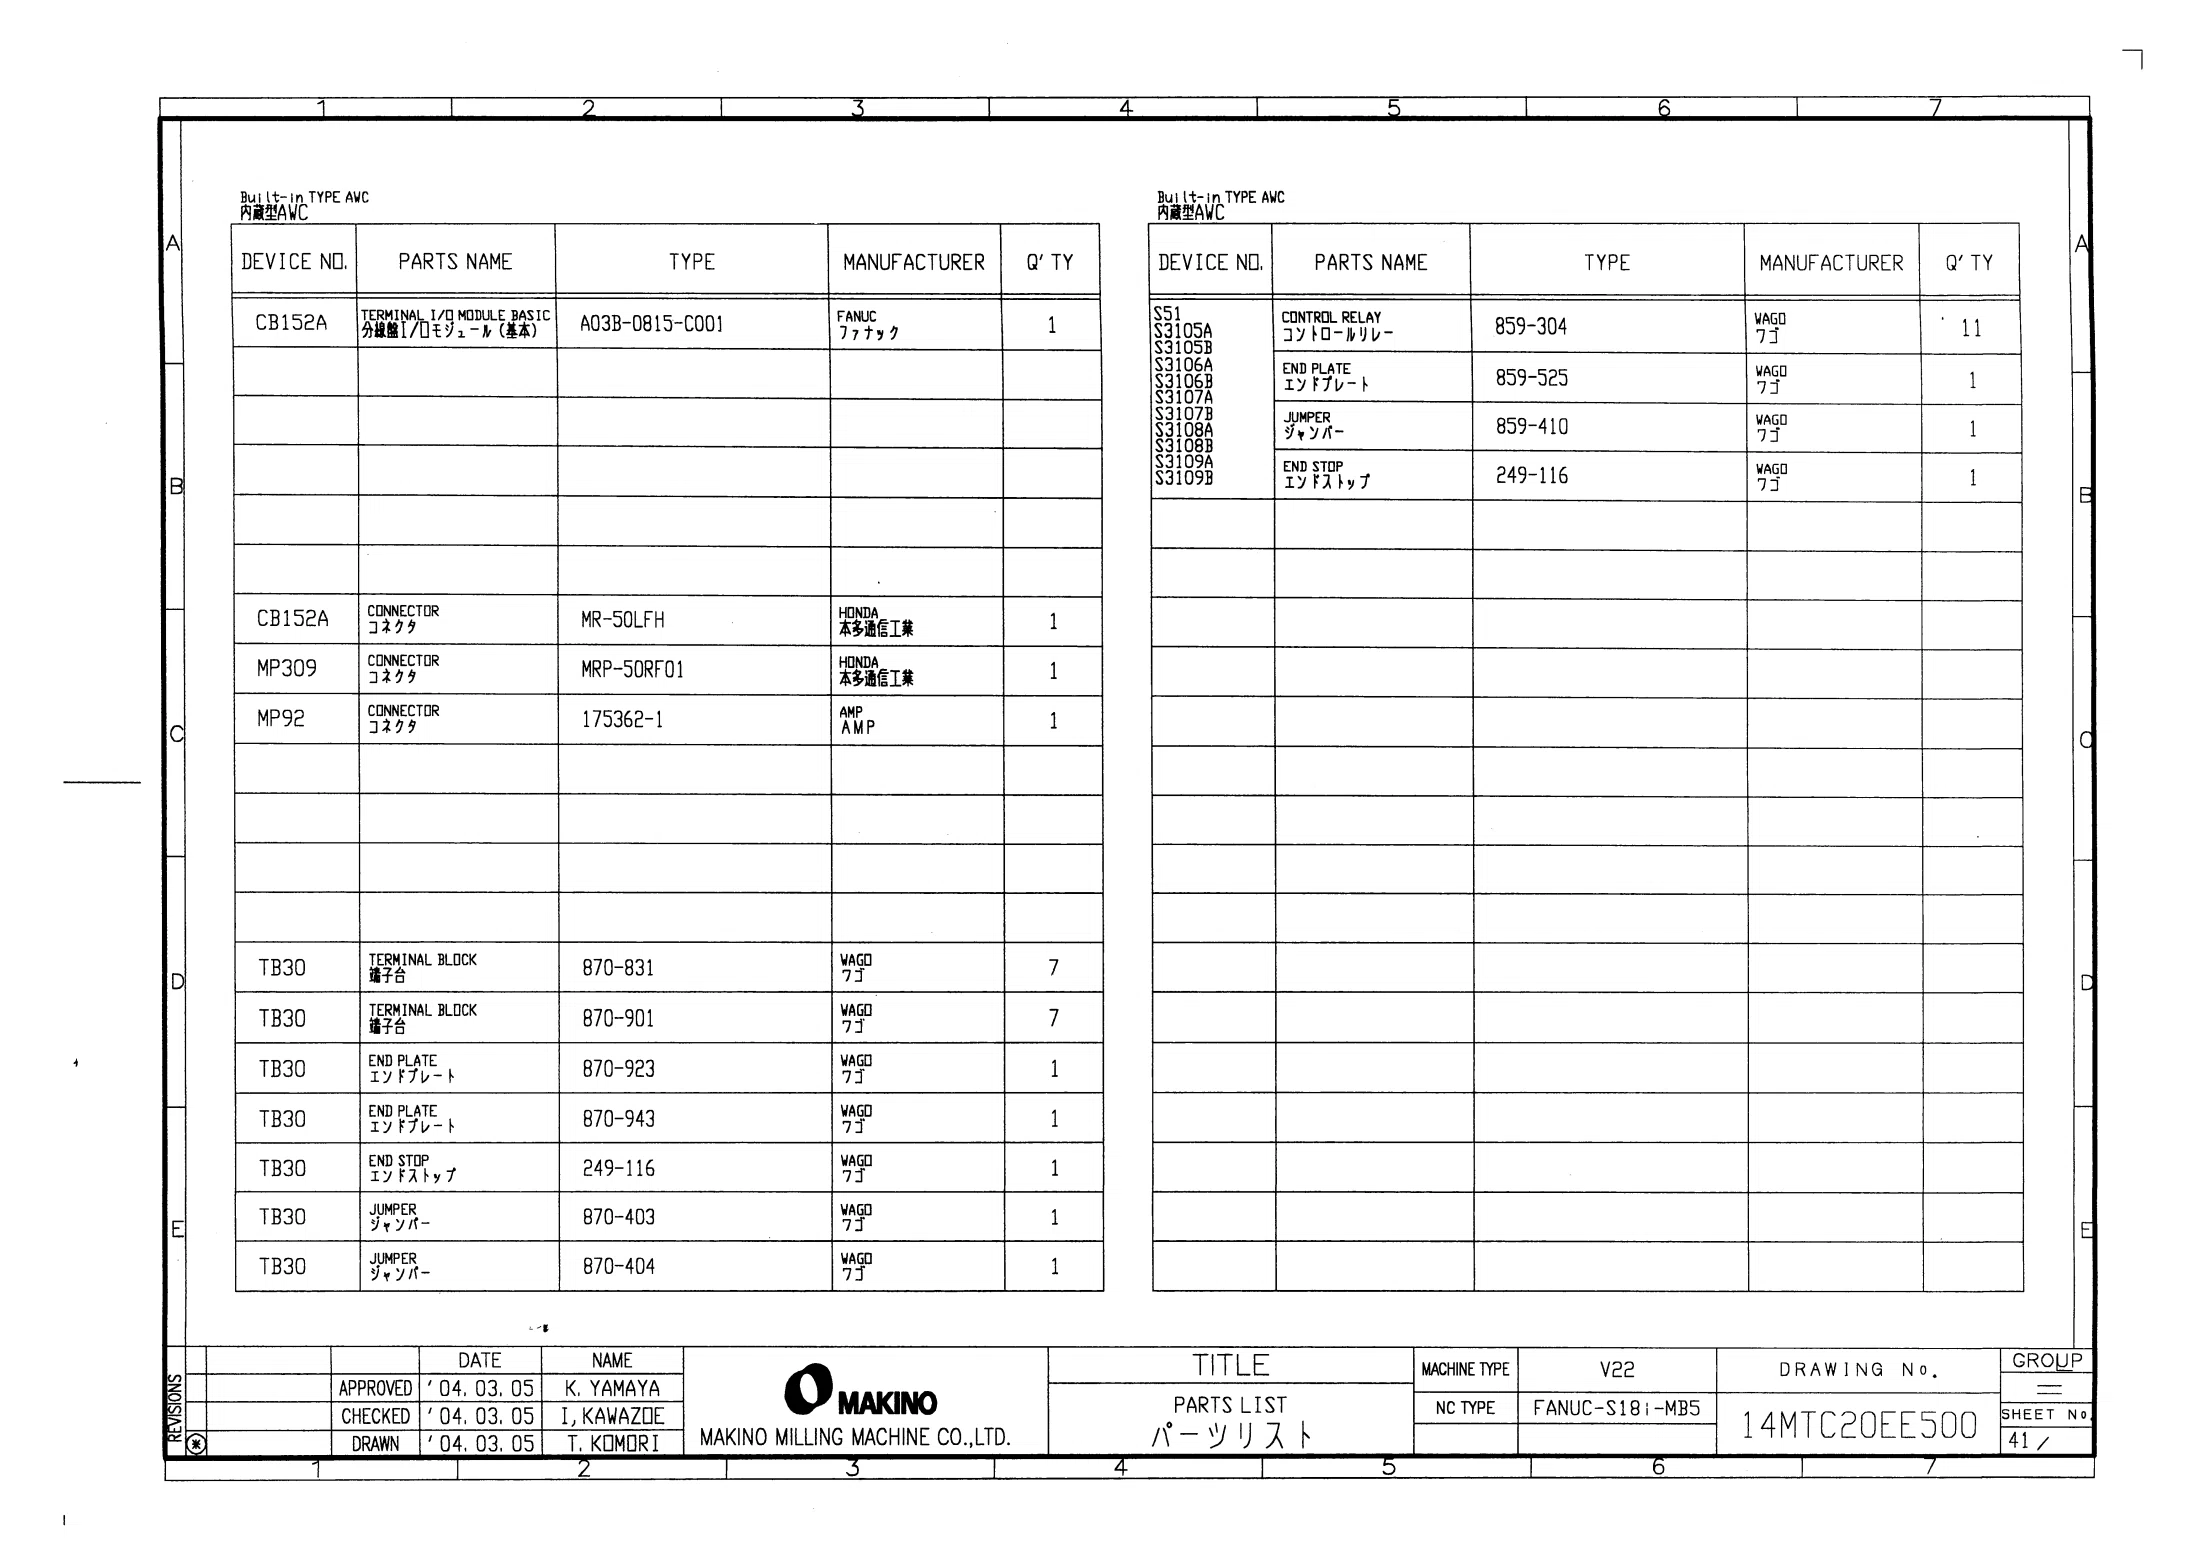 1 2 3 4 5 6 7
Built-in TYPE AWC
内蔵型AWC
DEVICE NO. PARTS NAME TYPE MANUFACTURER Q'TY
CB152A TERMINAL I/O MODULE BASIC A03B-0815-C001 FANUC 1
分線盤I/Oモジュール(基本) ファナック
CB152A CONNECTOR MR-50LFH HONDA 1
コネクタ 本多通信工業
MP309 CONNECTOR MRP-50RF01 HONDA 1
コネクタ 本多通信工業
MP92 CONNECTOR 175362-1 AMP 1
コネクタ AMP
TB30 TERMINAL BLOCK 870-831 WAGO 7
端子台 ワゴ
TB30 TERMINAL BLOCK 870-901 WAGO 7
端子台 ワゴ
TB30 END PLATE 870-923 WAGO 1
エンドプレート ワゴ
TB30 END PLATE 870-943 WAGO 1
エンドプレート ワゴ
TB30 END STOP 249-116 WAGO 1
エンドストップ ワゴ
TB30 JUMPER 870-403 WAGO 1
ジャンパー ワゴ
TB30 JUMPER 870-404 WAGO 1
ジャンパー ワゴ
Built-in TYPE AWC
内蔵型AWC
DEVICE NO. PARTS NAME TYPE MANUFACTURER Q'TY
S51
S3105A
S3105B
S3106A
S3106B
S3107A
S3107B
S3108A
S3108B
S3109A
S3109B
CONTROL RELAY 859-304 WAGO 11
コントロールリレー ワゴ
END PLATE 859-525 WAGO 1
エンドプレート ワゴ
JUMPER 859-410 WAGO 1
ジャンパー ワゴ
END STOP 249-116 WAGO 1
エンドストップ ワゴ
A A
B B
C C
D D
E E
REVISIONS
DATE NAME
APPROVED '04.03.05 K. YAMAYA
CHECKED '04.03.05 I, KAWAZOE
DRAWN '04.03.05 T. KOMORI
MAKINO
MAKINO MILLING MACHINE CO.,LTD.
TITLE
PARTS LIST
パーツリスト
MACHINE TYPE V22
NC TYPE FANUC-S18i-MB5
DRAWING No.
14MTC20EE500
GROUP
=
SHEET No.
41/
1 2 3 4 5 6 7